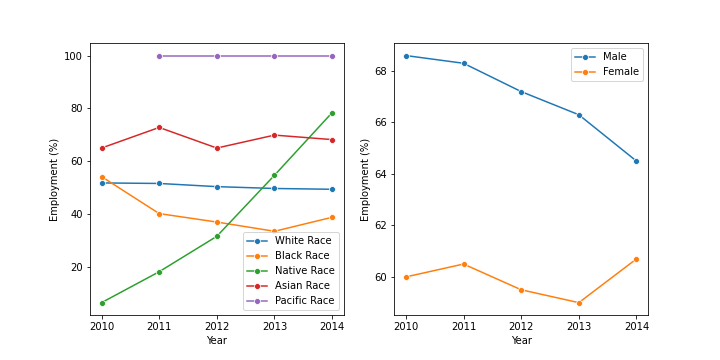 100
80
60
40
20
Employment (%)
2010 2011 2012 2013 2014
Year
White Race
Black Race
Native Race
Asian Race
Pacific Race
68
66
64
62
60
Employment (%)
2010 2011 2012 2013 2014
Year
Male
Female